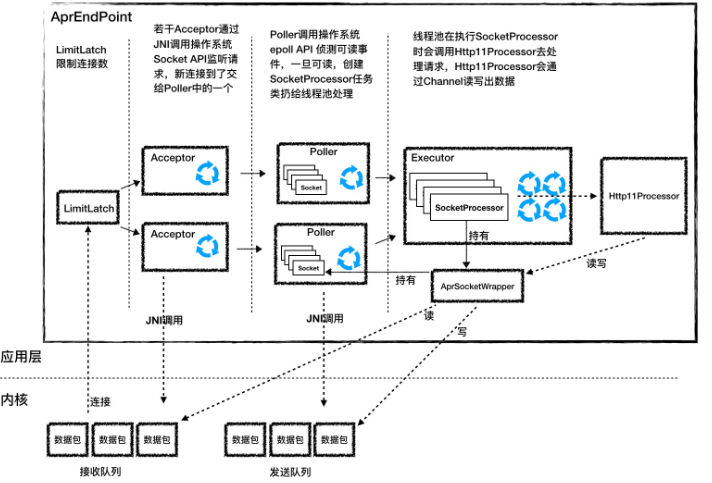 AprEndPoint
LimitLatch
限制连接数
若干Acceptor通过
JNI调用操作系统
Socket API监听请
求，新连接到了交
给Poller中的一个
Poller调用操作系统
epoll API 侦测可读事
件，一旦可读，创建
SocketProcessor任务
类扔给线程池处理
线程池在执行SocketProcessor
时会调用Http11Processor去处
理请求，Http11Processor会通
过Channel读写出数据
Acceptor
Poller
Socket
Executor
SocketProcessor
Http11Processor
LimitLatch
Acceptor
Poller
Socket
持有
持有
读写
AprSocketWrapper
JNI调用
JNI调用
读
写
应用层
内核
连接
数据包
数据包
数据包
数据包
数据包
数据包
接收队列
发送队列